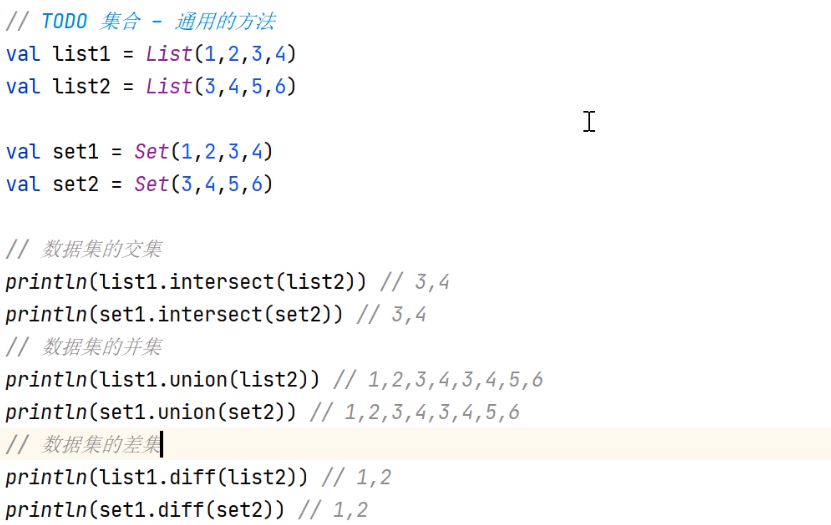 // TODO 集合 - 通用的方法
val list1 = List(1,2,3,4)
val list2 = List(3,4,5,6)
val set1 = Set(1,2,3,4)
val set2 = Set(3,4,5,6)
// 数据集的交集
println(list1.intersect(list2)) // 3,4
println(set1.intersect(set2)) // 3,4
// 数据集的并集
println(list1.union(list2)) // 1,2,3,4,3,4,5,6
println(set1.union(set2)) // 1,2,3,4,3,4,5,6
// 数据集的差集
println(list1.diff(list2)) // 1,2
println(set1.diff(set2)) // 1,2